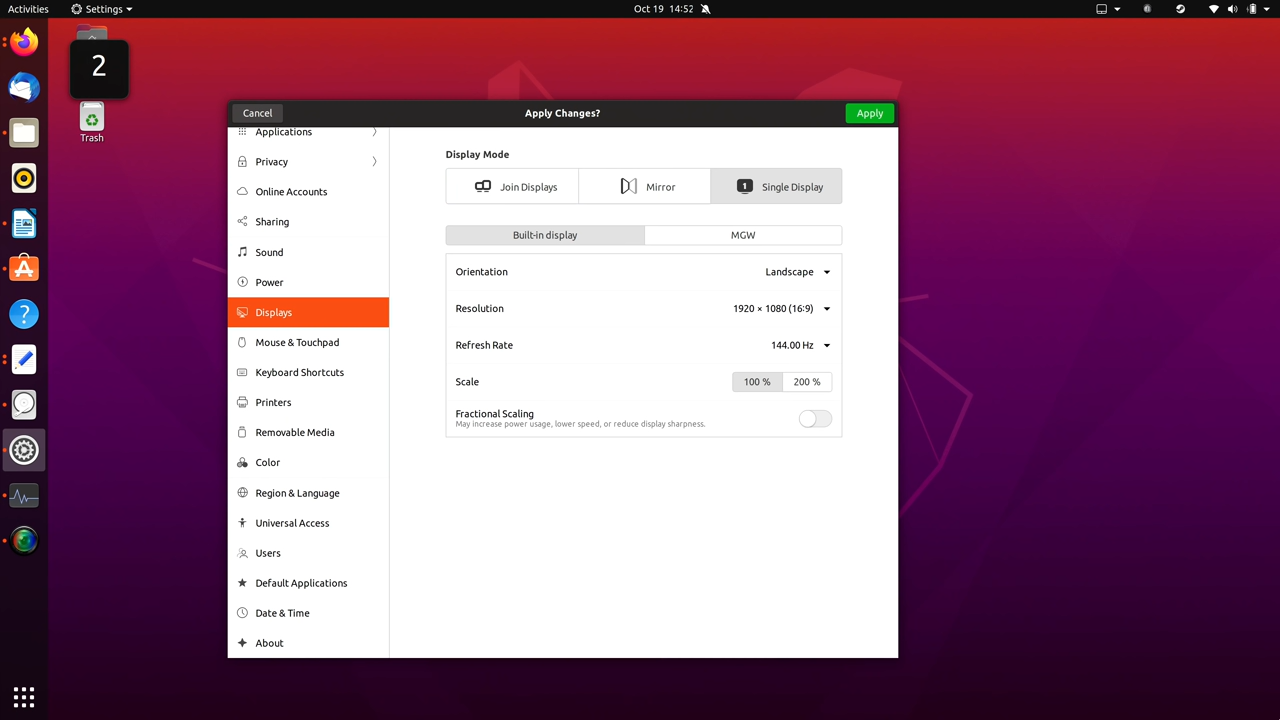 Activities
Settings
Oct 19 14:52
2
Trash
Cancel
Apply Changes?
Apply
Applications
Privacy
Online Accounts
Sharing
Sound
Power
Displays
Mouse & Touchpad
Keyboard Shortcuts
Printers
Removable Media
Color
Region & Language
Universal Access
Users
Default Applications
Date & Time
About
Display Mode
Join Displays
Mirror
1
Single Display
Built-in display
MGW
Orientation
Landscape
Resolution
1920 × 1080 (16:9)
Refresh Rate
144.00 Hz
Scale
100 %
200 %
Fractional Scaling
May increase power usage, lower speed, or reduce display sharpness.